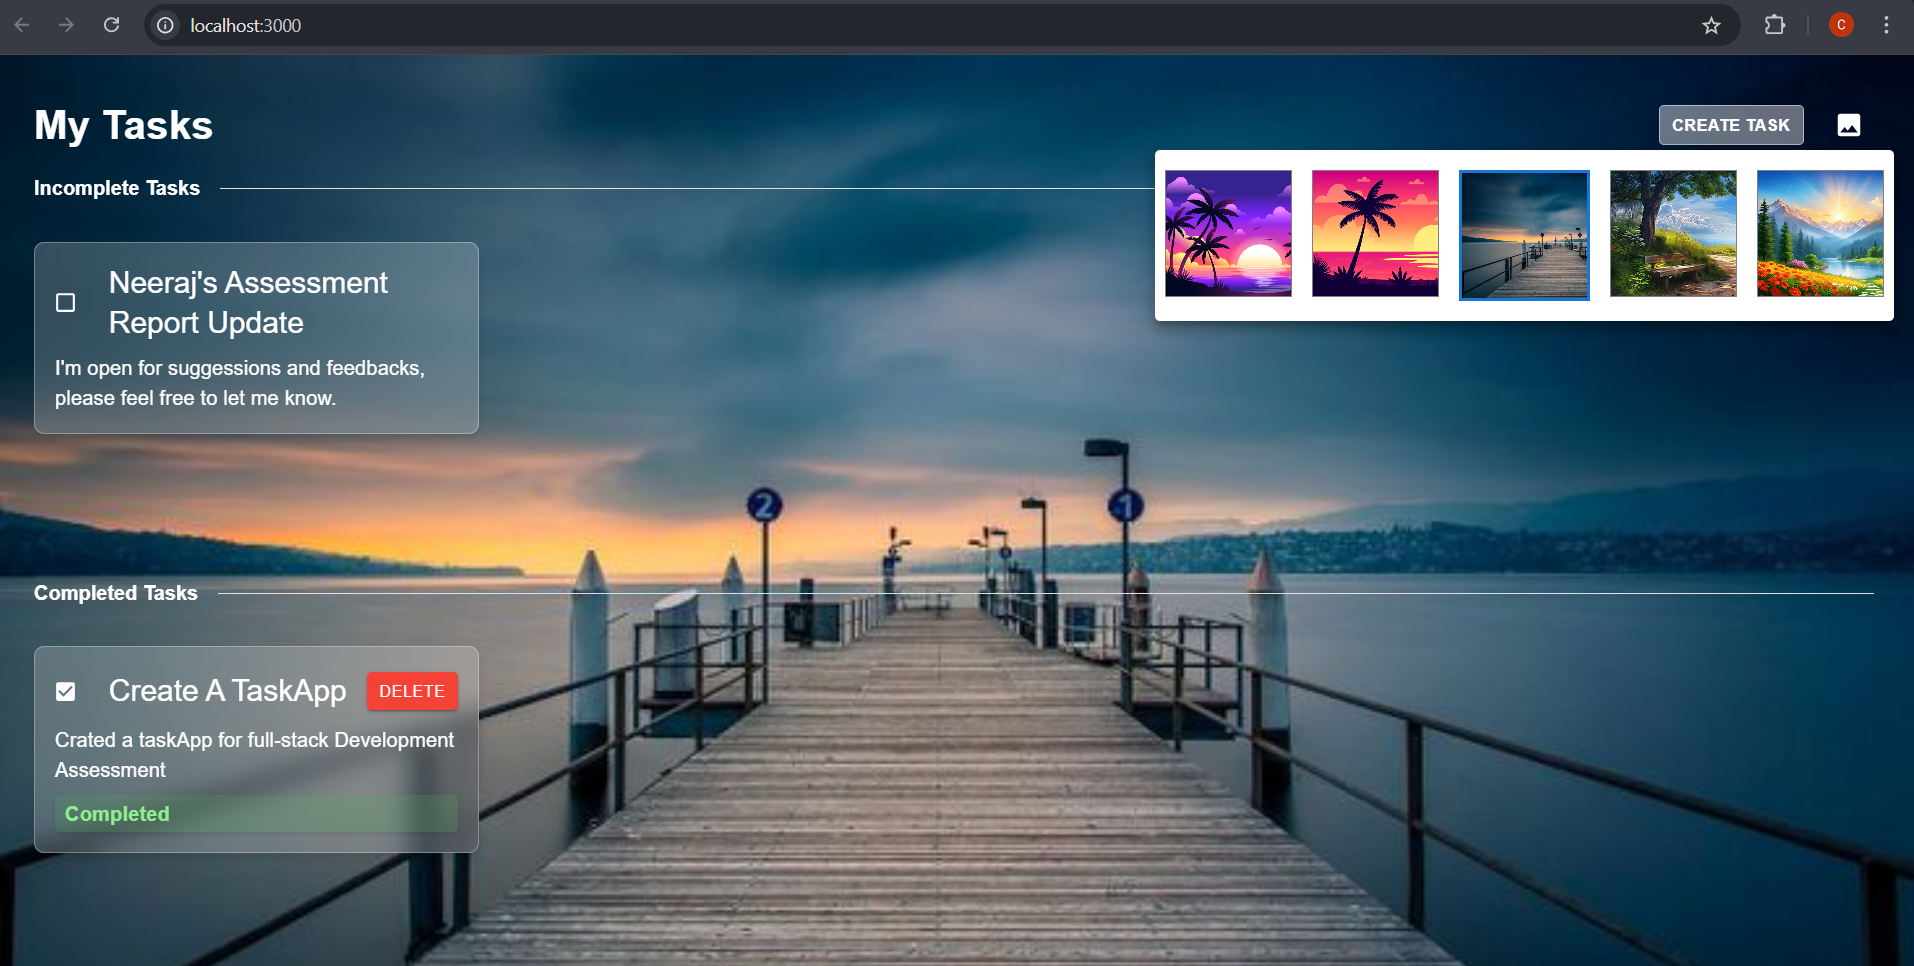 localhost:3000
C
My Tasks
CREATE TASK
Incomplete Tasks
Neeraj's Assessment
Report Update
I'm open for suggessions and feedbacks,
please feel free to let me know.
2
1
Completed Tasks
Create A TaskApp
DELETE
Crated a taskApp for full-stack Development
Assessment
Completed